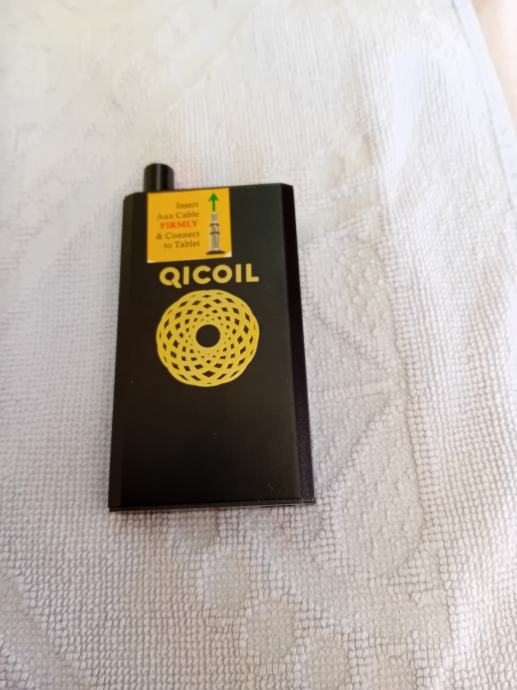 Insert
Aux Cable
FIRMLY
& Connect
to Tablet
QICOIL